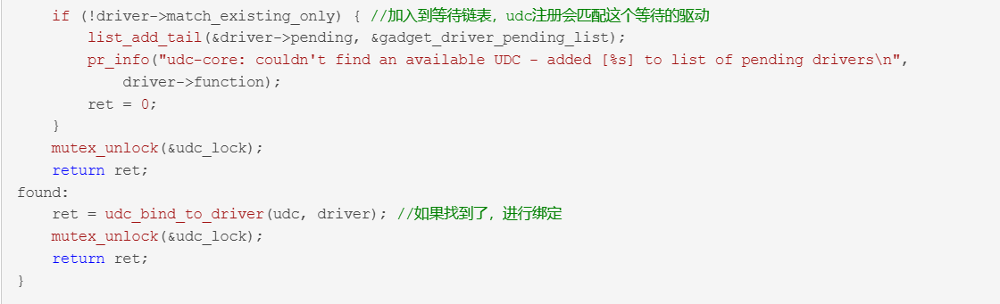 if (!driver->match_existing_only) { //加入到等待链表，udc注册会匹配这个等待的驱动
list_add_tail(&driver->pending, &gadget_driver_pending_list);
pr_info("udc-core: couldn't find an available UDC - added [%s] to list of pending drivers\n",
driver->function);
ret = 0;
}
mutex_unlock(&udc_lock);
return ret;
found:
ret = udc_bind_to_driver(udc, driver); //如果找到了，进行绑定
mutex_unlock(&udc_lock);
return ret;
}